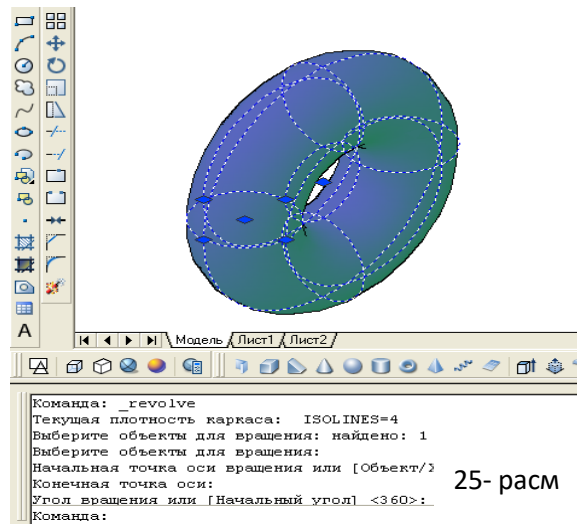 A
Модель
Лист1
Лист2
Команда: _revolve
Текущая плотность каркаса: ISOLINES=4
Выберите объекты для вращения: найдено: 1
Выберите объекты для вращения:
Начальная точка оси вращения или [Объект/
Конечная точка оси:
Угол вращения или [Начальный угол] <360>:
Команда:
25- расм